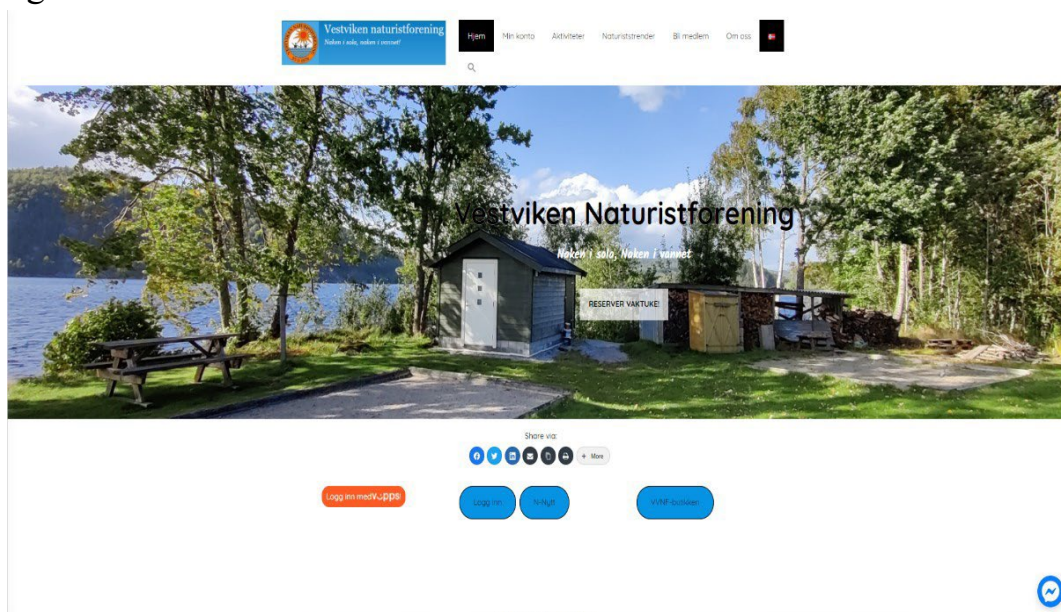 Vestviken naturistforening
Naken i sola, naken i vannet!
Hjem Min konto Aktiviteter Naturiststrender Bli medlem Om oss
Vestviken Naturistforening
Naken i sola, Naken i vannet
RESERVER VAKTUKE!
Share via:
+ More
Logg inn med Vipps!
Logg inn N-Nytt VVNF-butikken